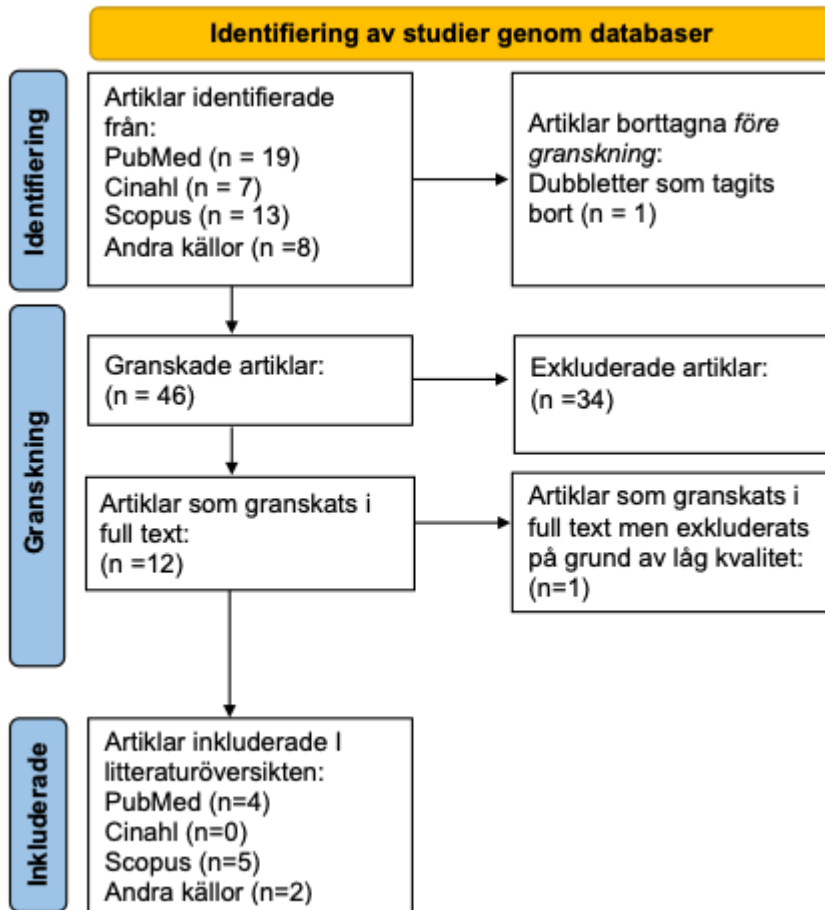 Identifiering av studier genom databaser
Identifiering
Artiklar identifierade
från:
PubMed (n = 19)
Cinahl (n = 7)
Scopus (n = 13)
Andra källor (n =8)
Artiklar borttagna före
granskning:
Dubbletter som tagits
bort (n = 1)
Granskning
Granskade artiklar:
(n = 46)
Exkluderade artiklar:
(n =34)
Artiklar som granskats i
full text:
(n =12)
Artiklar som granskats i
full text men exkluderats
på grund av låg kvalitet:
(n=1)
Inkluderade
Artiklar inkluderade I
litteraturöversikten:
PubMed (n=4)
Cinahl (n=0)
Scopus (n=5)
Andra källor (n=2)